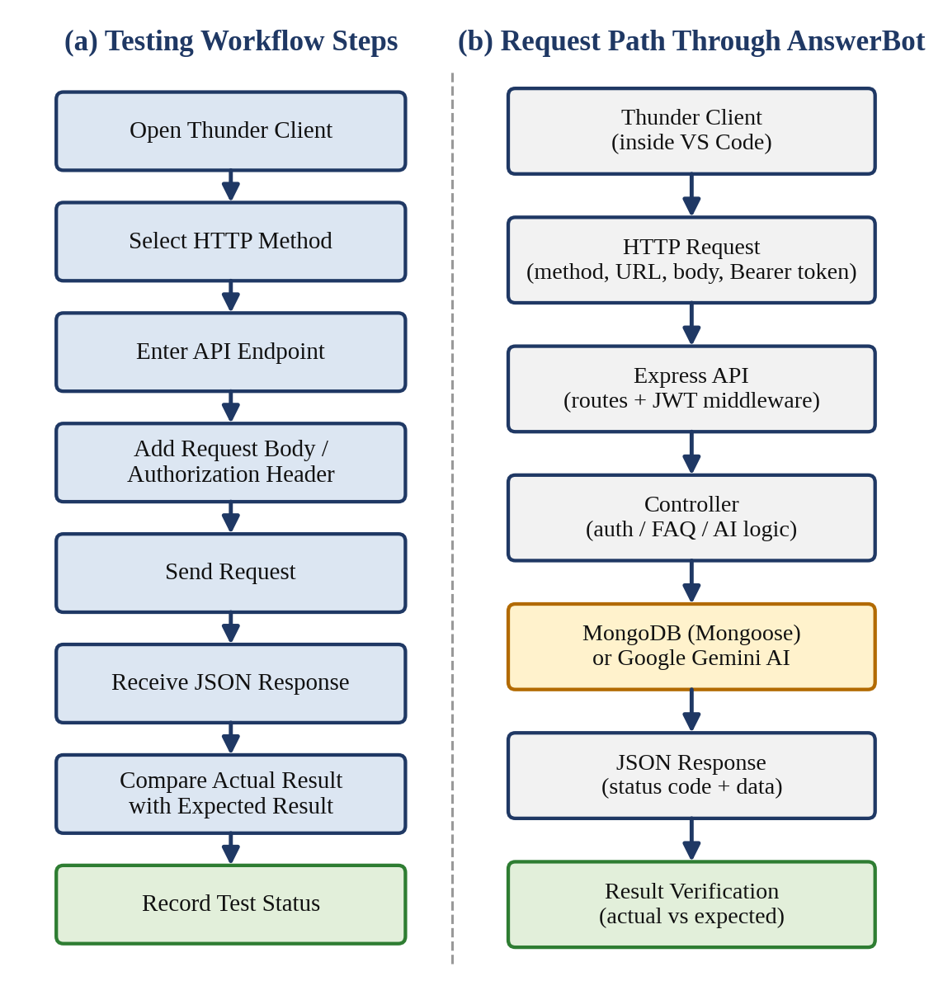 (a) Testing Workflow Steps
Open Thunder Client
Select HTTP Method
Enter API Endpoint
Add Request Body /
Authorization Header
Send Request
Receive JSON Response
Compare Actual Result
with Expected Result
Record Test Status
(b) Request Path Through AnswerBot
Thunder Client
(inside VS Code)
HTTP Request
(method, URL, body, Bearer token)
Express API
(routes + JWT middleware)
Controller
(auth / FAQ / AI logic)
MongoDB (Mongoose)
or Google Gemini AI
JSON Response
(status code + data)
Result Verification
(actual vs expected)